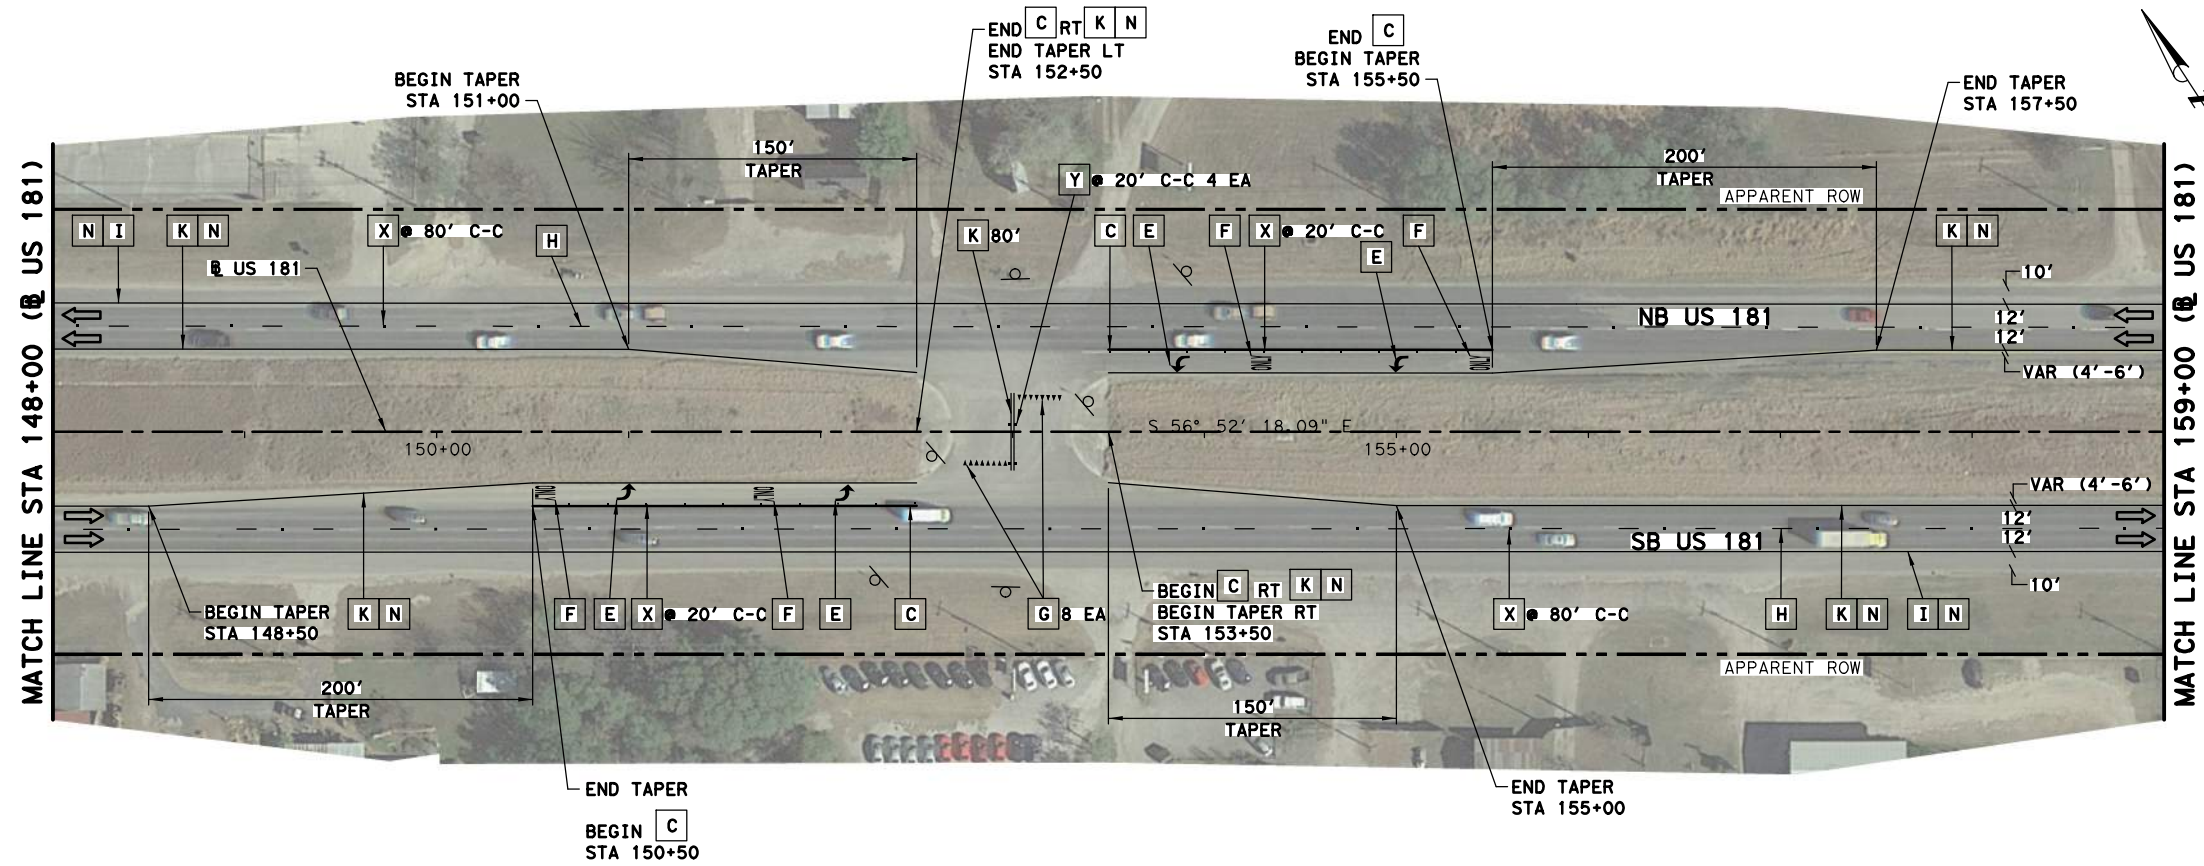 END C RT K N
END TAPER LT
STA 152+50
END C
BEGIN TAPER
STA 155+50
BEGIN TAPER
STA 151+00
END TAPER
STA 157+50
150'
TAPER
200'
TAPER
Y @ 20' C-C 4 EA
APPARENT ROW
N I
K N
X @ 80' C-C
H
K 80'
C
E
F
X @ 20' C-C
E
F
K N
℄ US 181
10'
NB US 181
12'
12'
VAR (4'-6')
MATCH LINE STA 148+00 (℄ US 181)
MATCH LINE STA 159+00 (℄ US 181)
ONLY
ONLY
S 56° 52' 18.09" E
150+00
155+00
ONLY
ONLY
VAR (4'-6')
12'
12'
SB US 181
10'
BEGIN TAPER
STA 148+50
K N
F
E
X @ 20' C-C
F
E
C
G 8 EA
BEGIN C RT K N
BEGIN TAPER RT
STA 153+50
X @ 80' C-C
H
K N
I N
APPARENT ROW
200'
TAPER
150'
TAPER
END TAPER
BEGIN C
STA 150+50
END TAPER
STA 155+00